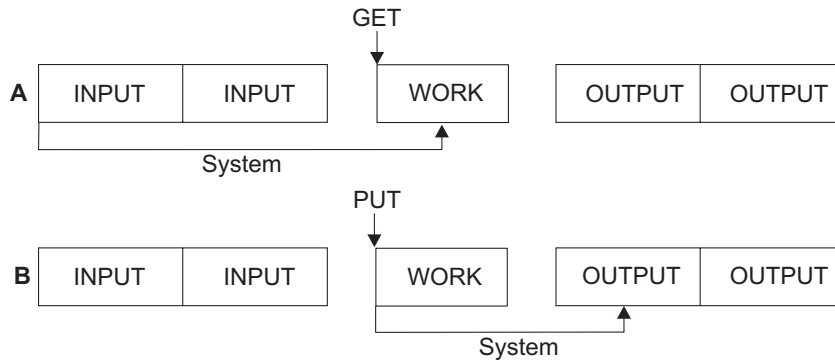 GET
A INPUT INPUT WORK OUTPUT OUTPUT
System
PUT
B INPUT INPUT WORK OUTPUT OUTPUT
System